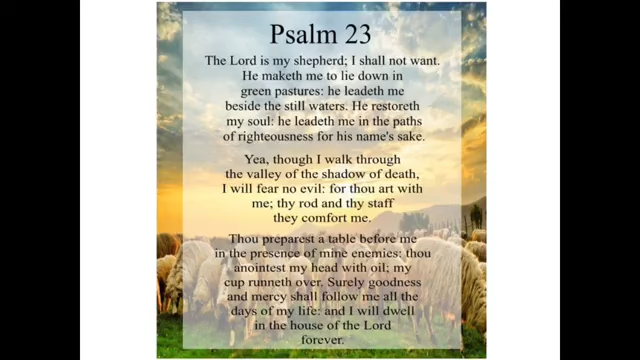 Psalm 23
The Lord is my shepherd; I shall not want.
He maketh me to lie down in
green pastures: he leadeth me
beside the still waters. He restoreth
my soul: he leadeth me in the paths
of righteousness for his name's sake.
Yea, though I walk through
the valley of the shadow of death,
I will fear no evil: for thou art with
me; thy rod and thy staff
they comfort me.
Thou preparest a table before me
in the presence of mine enemies: thou
anointest my head with oil; my
cup runneth over. Surely goodness
and mercy shall follow me all the
days of my life: and I will dwell
in the house of the Lord
forever.